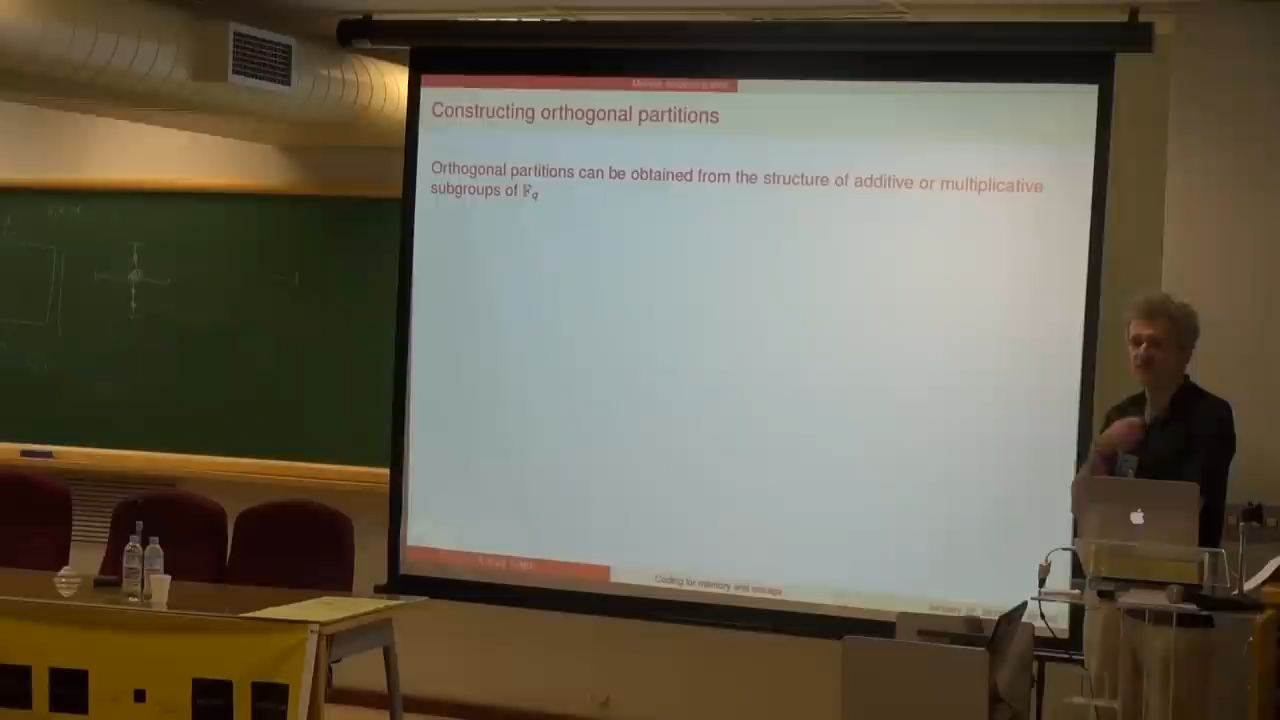 Constructing orthogonal partitions
Orthogonal partitions can be obtained from the structure of additive or multiplicative
subgroups of 𝔽q
Coding for memory and storage